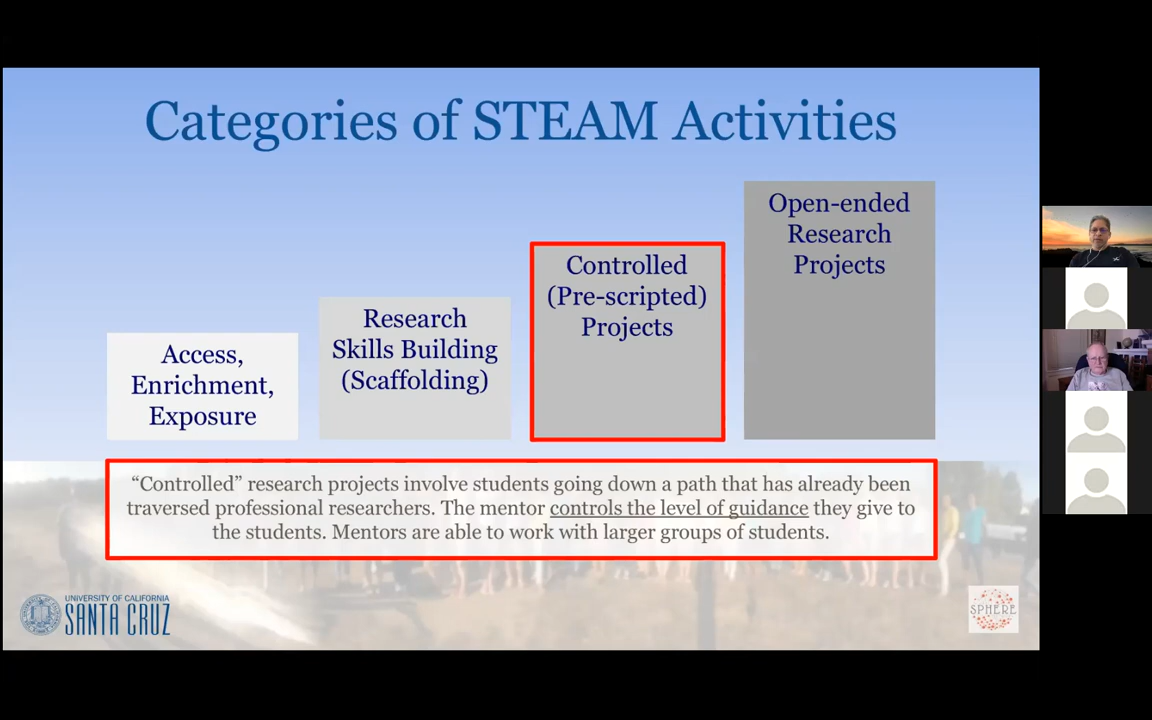 Categories of STEAM Activities
Access,
Enrichment,
Exposure
Research
Skills Building
(Scaffolding)
Controlled
(Pre-scripted)
Projects
Open-ended
Research
Projects
“Controlled” research projects involve students going down a path that has already been
traversed professional researchers. The mentor controls the level of guidance they give to
the students. Mentors are able to work with larger groups of students.
UNIVERSITY OF CALIFORNIA
SANTA CRUZ
SPHERE